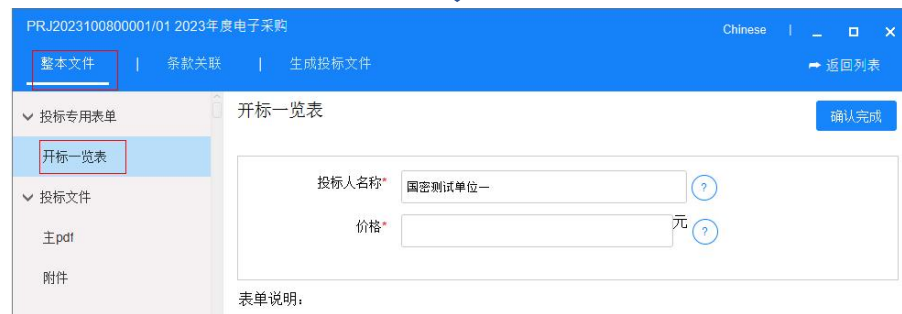 PRJ2023100800001/01 2023年度电子采购 Chinese | _ □ ×
整本文件 | 条款关联 | 生成投标文件 返回列表
投标专用表单
开标一览表 确认完成
开标一览表
投标人名称* 国密测试单位一 ?
投标文件
价格* 元 ?
主pdf
附件
表单说明：